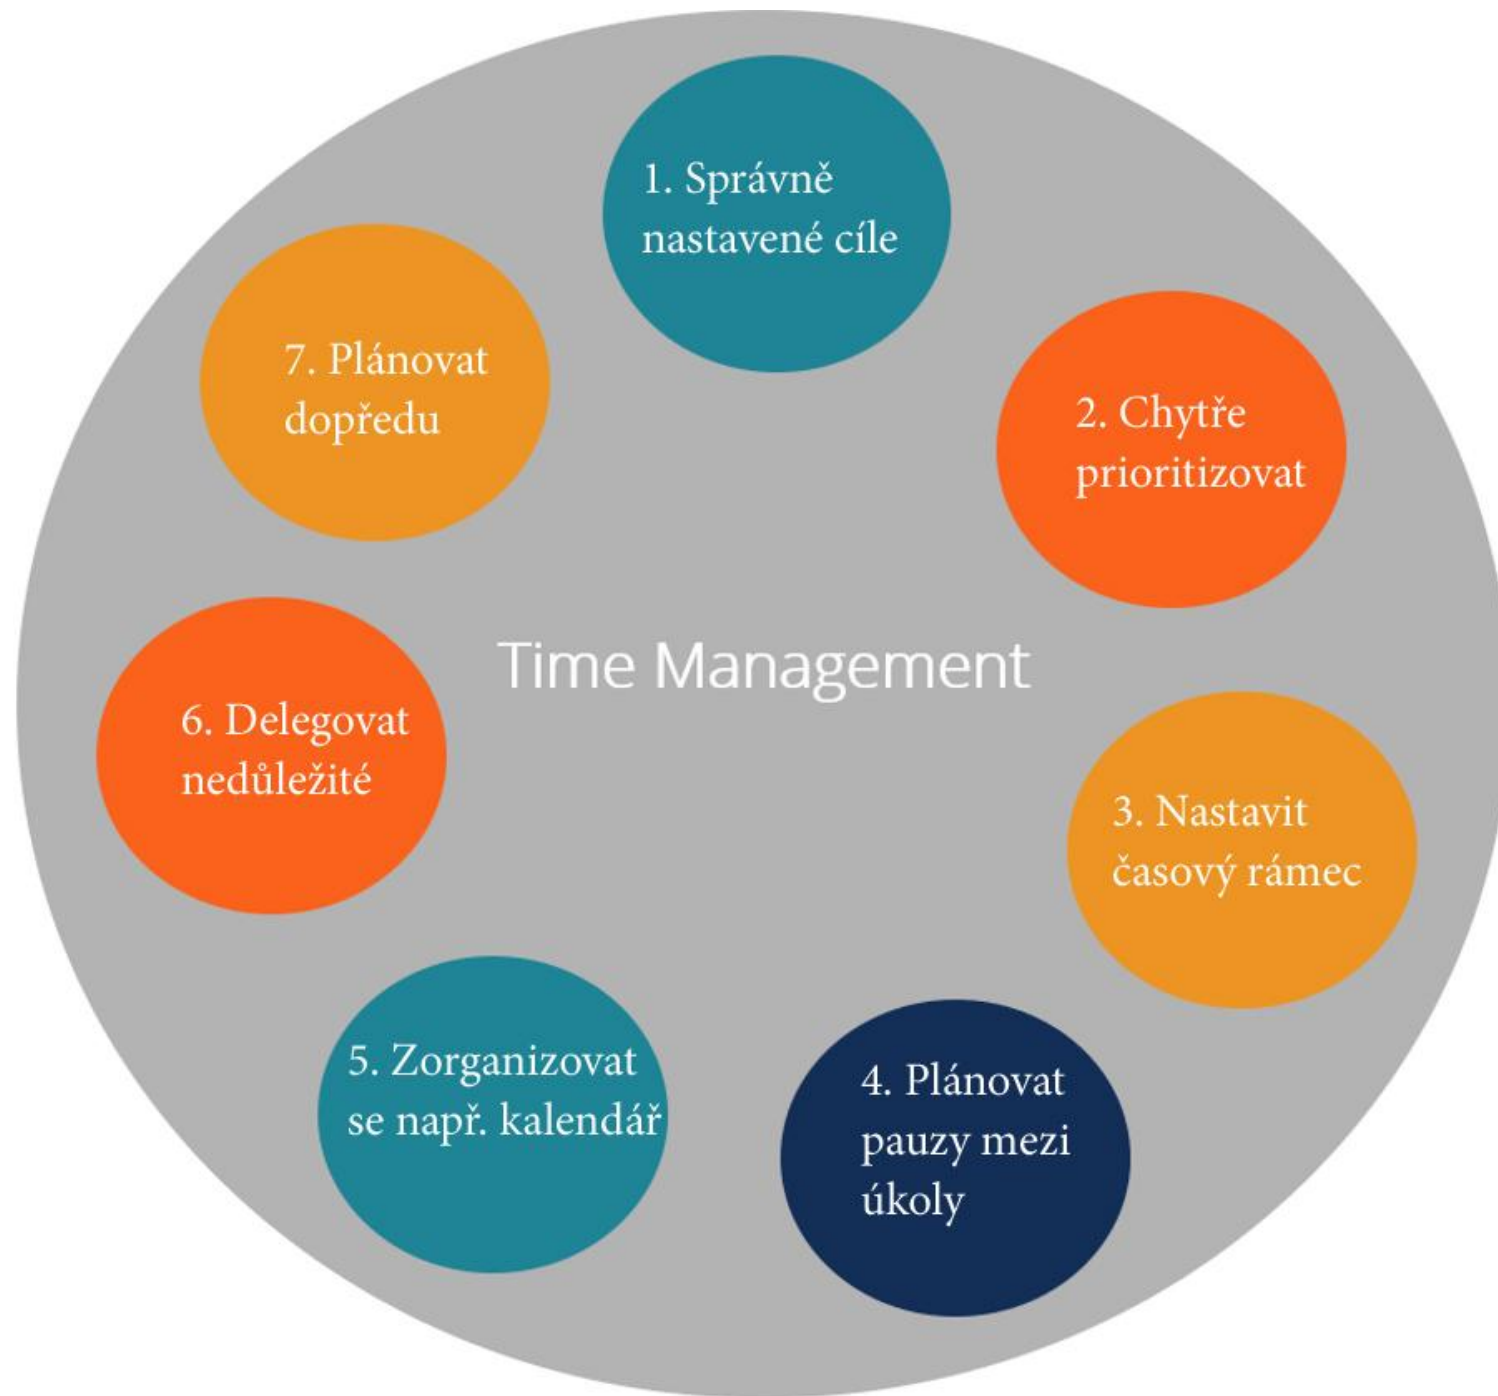 1. Správně
nastavené cíle
2. Chytře
prioritizovat
3. Nastavit
časový rámec
4. Plánovat
pauzy mezi
úkoly
5. Zorganizovat
se např. kalendář
6. Delegovat
nedůležité
7. Plánovat
dopředu
Time Management